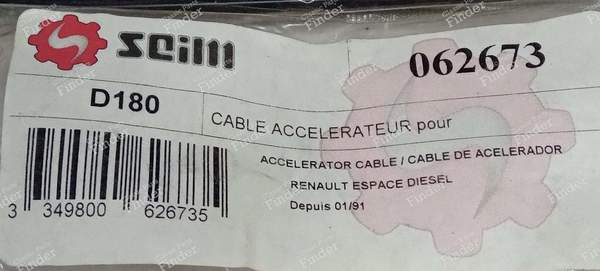 seim
062673
D180
CABLE ACCELERATEUR pour
ACCELERATOR CABLE / CABLE DE ACELERADOR
RENAULT ESPACE DIESEL
Depuis 01/91
3 349800 626735